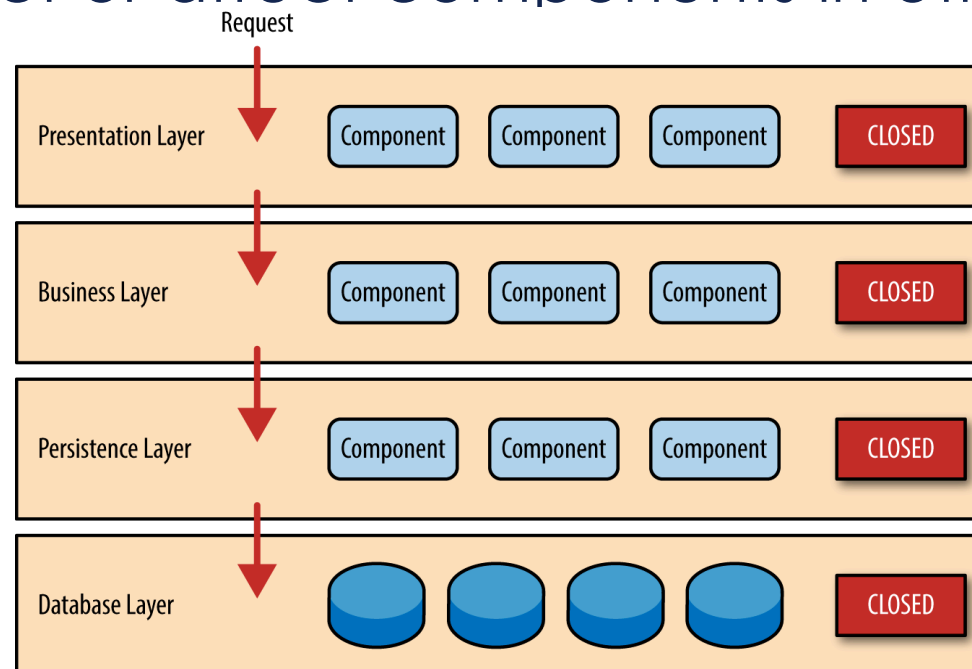 Request
Presentation Layer Component Component Component CLOSED
Business Layer Component Component Component CLOSED
Persistence Layer Component Component Component CLOSED
Database Layer CLOSED